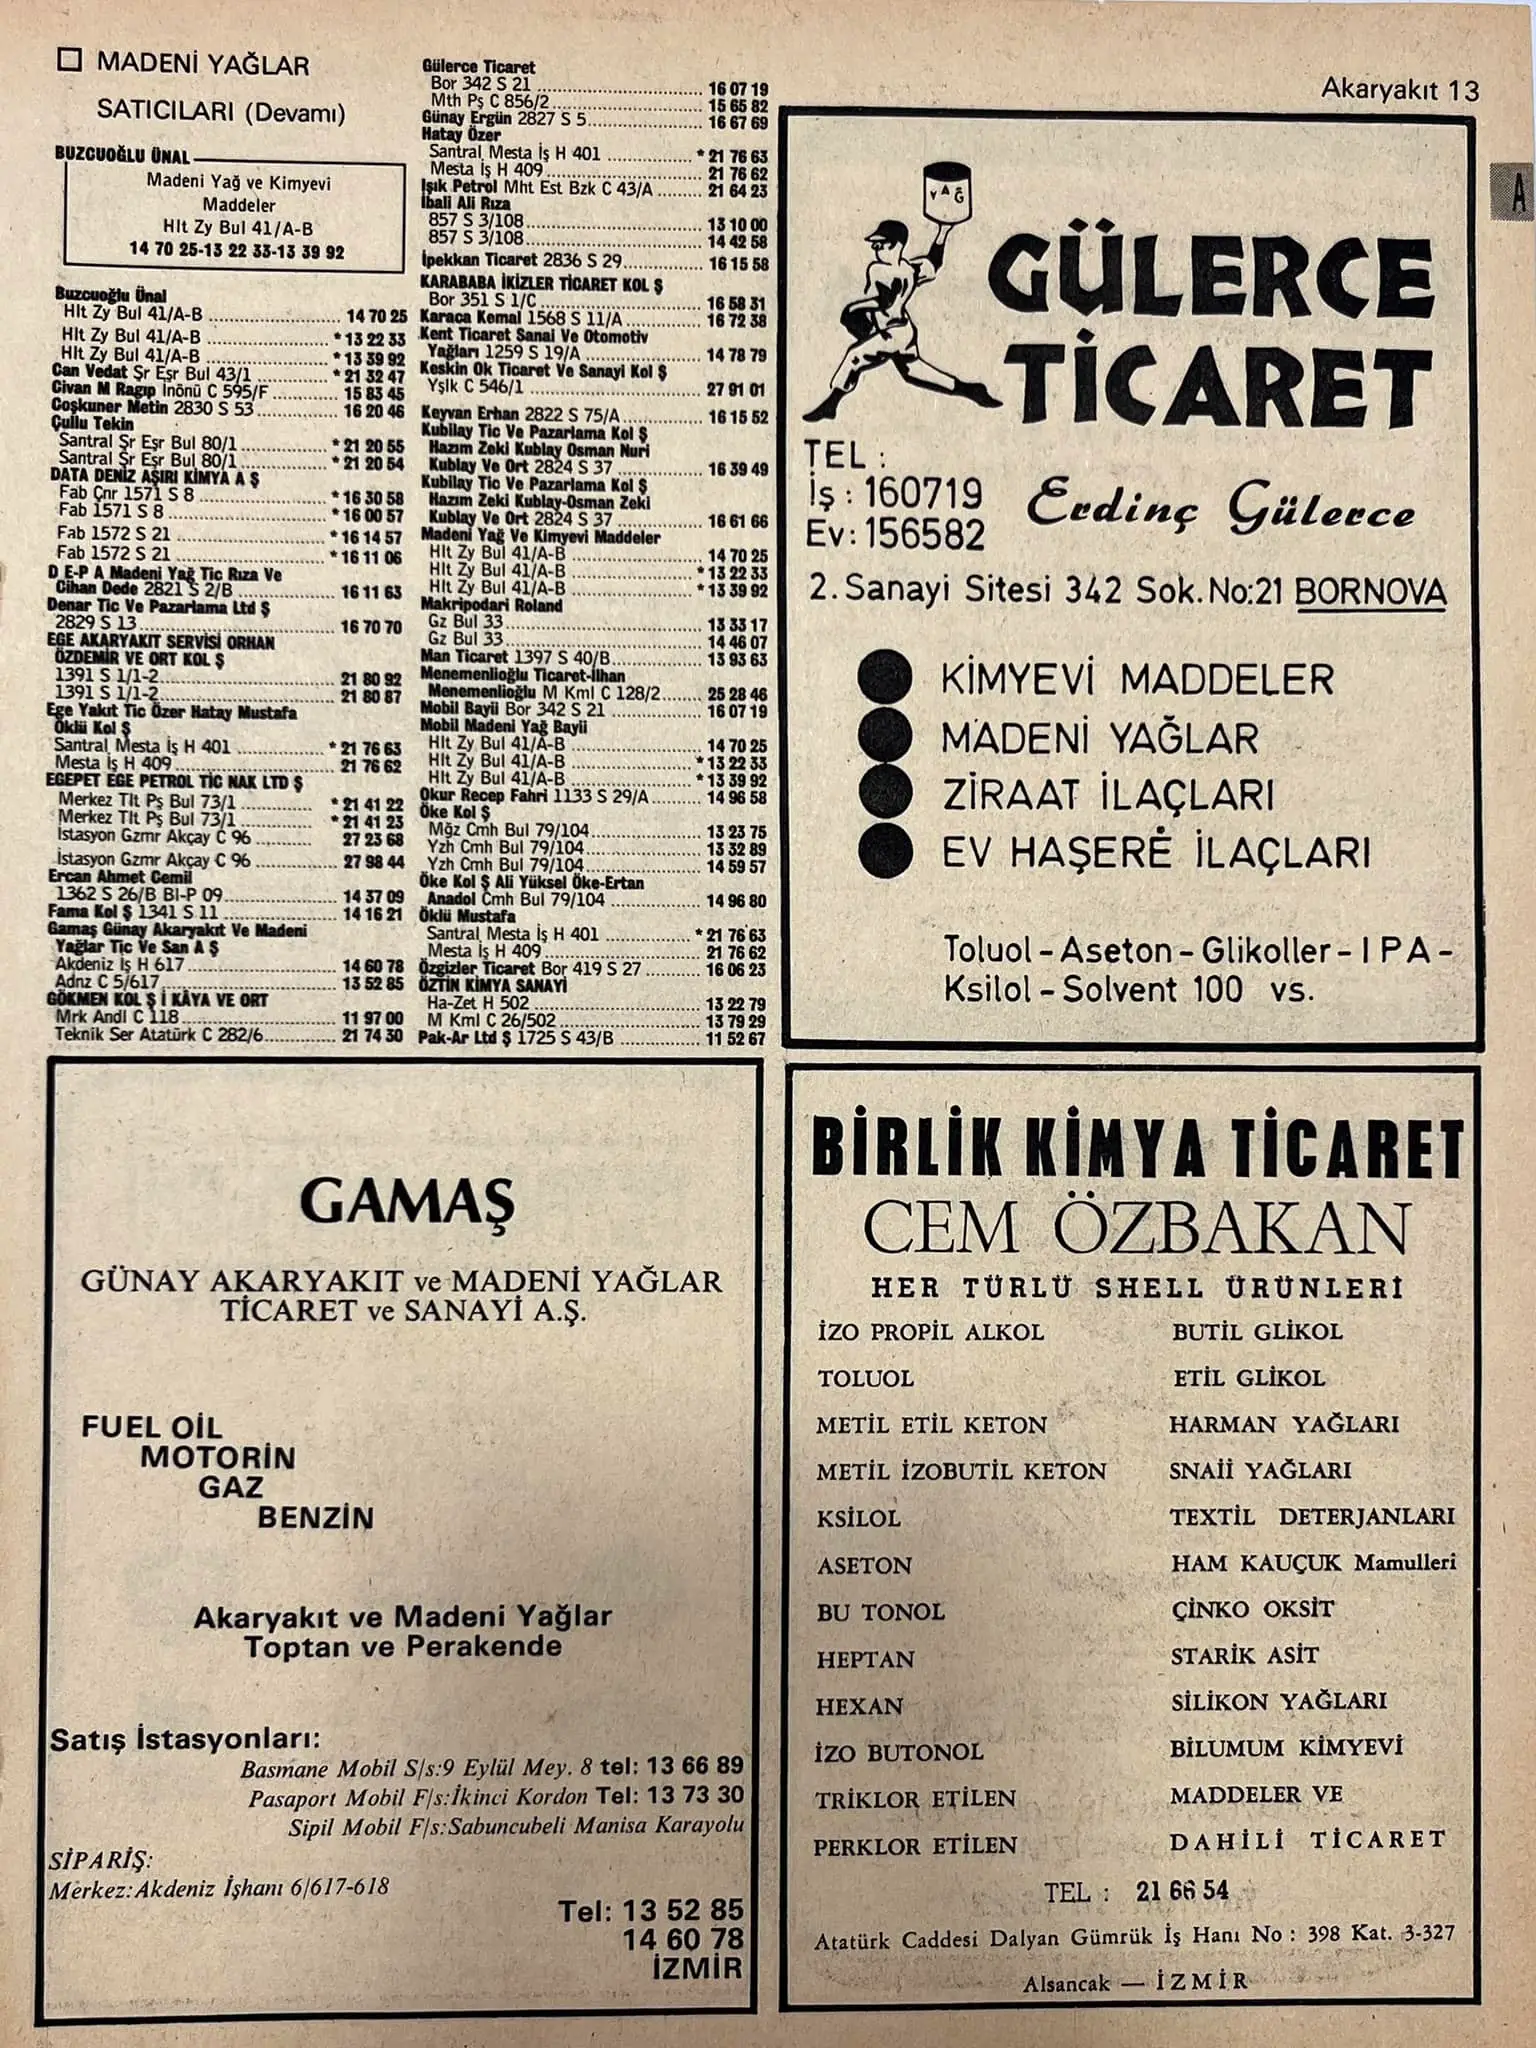 ☐ MADENİ YAĞLAR
SATICILARI (Devamı)
BUZCUOĞLU ÜNAL
Madeni Yağ ve Kimyevi
Maddeler
Hlt Zy Bul 41/A-B
14 70 25-13 22 33-13 39 92
Buzcuoğlu Ünal
Hlt Zy Bul 41/A-B 14 70 25
Hlt Zy Bul 41/A-B *13 22 33
Hlt Zy Bul 41/A-B *13 39 92
Can Vedat Şr Eşr Bul 43/1 *21 32 47
Civan M Ragıp İnönü C 595/F 15 83 45
Coşkuner Metin 2830 S 53 16 20 46
Çullu Tekin
Santral Şr Eşr Bul 80/1 *21 20 55
Santral Şr Eşr Bul 80/1 *21 20 54
DATA DENİZ AŞIRI KİMYA A Ş
Fab Çnr 1571 S 8 *16 30 58
Fab 1571 S 8 *16 00 57
Fab 1572 S 21 *16 14 57
Fab 1572 S 21 *16 11 06
D E-P A Madeni Yağ Tic Rıza Ve
Cihan Dede 2821 S 2/B 16 11 63
Denar Tic Ve Pazarlama Ltd Ş
2829 S 13 16 70 70
EGE AKARYAKIT SERVİSİ ORHAN
ÖZDEMİR VE ORT KOL Ş
1391 S 1/1-2 21 80 92
1391 S 1/1-2 21 80 87
Ege Yakıt Tic Özer Hatay Mustafa
Öklü Kol Ş
Santral Mesta İş H 401 *21 76 63
Mesta İş H 409 21 76 62
EGEPET EGE PETROL TİC NAK LTD Ş
Merkez Tlt Pş Bul 73/1 *21 41 22
Merkez Tlt Pş Bul 73/1 *21 41 23
İstasyon Gzmr Akçay C 96 27 23 68
İstasyon Gzmr Akçay C 96 27 98 44
Ercan Ahmet Cemil
1362 S 26/B Bl-P 09 14 37 09
Fama Kol Ş 1341 S 11 14 16 21
Gamaş Günay Akaryakıt Ve Madeni
Yağlar Tic Ve San A Ş
Akdeniz İş H 617 14 60 78
Adnz C 5/617 13 52 85
GÖKMEN KOL Ş İ KAYA VE ORT
Mrk Andl C 118 11 97 00
Teknik Ser Atatürk C 282/6 21 74 30
Gülerce Ticaret
Bor 342 S 21 16 07 19
Mth Pş C 856/2 15 65 82
Günay Ergün 2827 S 5 16 67 69
Hatay Özer
Santral Mesta İş H 401 *21 76 63
Mesta İş H 409 21 76 62
Işık Petrol Mht Est Bzk C 43/A 21 64 23
İbali Ali Rıza
857 S 3/108 13 10 00
857 S 3/108 14 42 58
İpekkan Ticaret 2836 S 29 16 15 58
KARABABA İKİZLER TİCARET KOL Ş
Bor 351 S 1/C 16 58 31
Karaca Kemal 1568 S 11/A 16 72 38
Kent Ticaret Sanai Ve Otomotiv
Yağları 1259 S 19/A 14 78 79
Keskin Ok Ticaret Ve Sanayi Kol Ş
Yşlk C 546/1 27 91 01
Keyvan Erhan 2822 S 75/A 16 15 52
Kubilay Tic Ve Pazarlama Kol Ş
Hazım Zeki Kublay Osman Nuri
Kublay Ve Ort 2824 S 37 16 39 49
Kubilay Tic Ve Pazarlama Kol Ş
Hazım Zeki Kublay-Osman Zeki
Kublay Ve Ort 2824 S 37 16 61 66
Madeni Yağ Ve Kimyevi Maddeler
Hlt Zy Bul 41/A-B 14 70 25
Hlt Zy Bul 41/A-B *13 22 33
Hlt Zy Bul 41/A-B *13 39 92
Makripodari Roland
Gz Bul 33 13 33 17
Gz Bul 33 14 46 07
Man Ticaret 1397 S 40/B 13 93 63
Menemenlioğlu Ticaret-İlhan
Menemenlioğlu M Kml C 128/2 25 28 46
Mobil Bayii Bor 342 S 21 16 07 19
Mobil Madeni Yağ Bayii
Hlt Zy Bul 41/A-B 14 70 25
Hlt Zy Bul 41/A-B *13 22 33
Hlt Zy Bul 41/A-B *13 39 92
Okur Recep Fahri 1133 S 29/A 14 96 58
Öke Kol Ş
Mğz Cmh Bul 79/104 13 23 75
Yzh Cmh Bul 79/104 13 32 89
Yzh Cmh Bul 79/104 14 59 57
Öke Kol Ş Ali Yüksel Öke-Ertan
Anadol Cmh Bul 79/104 14 96 80
Öklü Mustafa
Santral Mesta İş H 401 *21 76 63
Mesta İş H 409 21 76 62
Özgizler Ticaret Bor 419 S 27 16 06 23
ÖZTİN KİMYA SANAYİ
Ha-Zet H 502 13 22 79
M Kml C 26/502 13 79 29
Pak-Ar Ltd Ş 1725 S 43/B 11 52 67
Akaryakıt 13
A
YAĞ
GÜLERCE
TİCARET
TEL :
İş : 160719
Ev: 156582
Erdinç Gülerce
2. Sanayi Sitesi 342 Sok. No:21 BORNOVA
● KİMYEVİ MADDELER
● MADENİ YAĞLAR
● ZİRAAT İLAÇLARI
● EV HAŞERE İLAÇLARI
Toluol - Aseton - Glikoller - I P A -
Ksilol - Solvent 100 vs.
GAMAŞ
GÜNAY AKARYAKIT ve MADENİ YAĞLAR
TİCARET ve SANAYİ A.Ş.
FUEL OİL
MOTORİN
GAZ
BENZİN
Akaryakıt ve Madeni Yağlar
Toptan ve Perakende
Satış İstasyonları:
Basmane Mobil S/s:9 Eylül Mey. 8 tel: 13 66 89
Pasaport Mobil F/s:İkinci Kordon Tel: 13 73 30
Sipil Mobil F/s:Sabuncubeli Manisa Karayolu
SİPARİŞ:
Merkez:Akdeniz İşhanı 6/617-618
Tel: 13 52 85
14 60 78
İZMİR
BİRLİK KİMYA TİCARET
CEM ÖZBAKAN
HER TÜRLÜ SHELL ÜRÜNLERİ
İZO PROPİL ALKOL
TOLUOL
METİL ETİL KETON
METİL İZOBUTİL KETON
KSİLOL
ASETON
BU TONOL
HEPTAN
HEXAN
İZO BUTONOL
TRİKLOR ETİLEN
PERKLOR ETİLEN
BUTİL GLİKOL
ETİL GLİKOL
HARMAN YAĞLARI
SNAİİ YAĞLARI
TEXTİL DETERJANLARI
HAM KAUÇUK Mamulleri
ÇİNKO OKSİT
STARİK ASİT
SİLİKON YAĞLARI
BİLUMUM KİMYEVİ
MADDELER VE
DAHİLİ TİCARET
TEL : 21 66 54
Atatürk Caddesi Dalyan Gümrük İş Hanı No : 398 Kat. 3-327
Alsancak — İZMİR